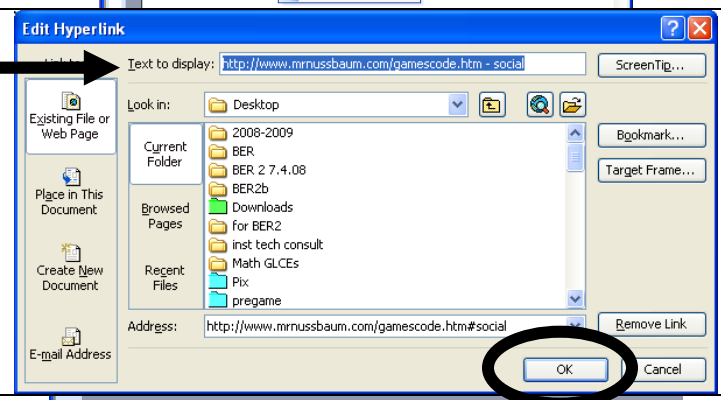 Edit Hyperlink
Text to display: http://www.mrnussbaum.com/gamescode.htm - social
ScreenTip...
Existing File or
Web Page
Place in This
Document
Create New
Document
E-mail Address
Look in: Desktop
Current
Folder
Browsed
Pages
Recent
Files
2008-2009
BER
BER 2 7.4.08
BER2b
Downloads
for BER2
inst tech consult
Math GLCEs
Pix
pregame
Bookmark...
Target Frame...
Address: http://www.mrnussbaum.com/gamescode.htm#social
Remove Link
OK
Cancel